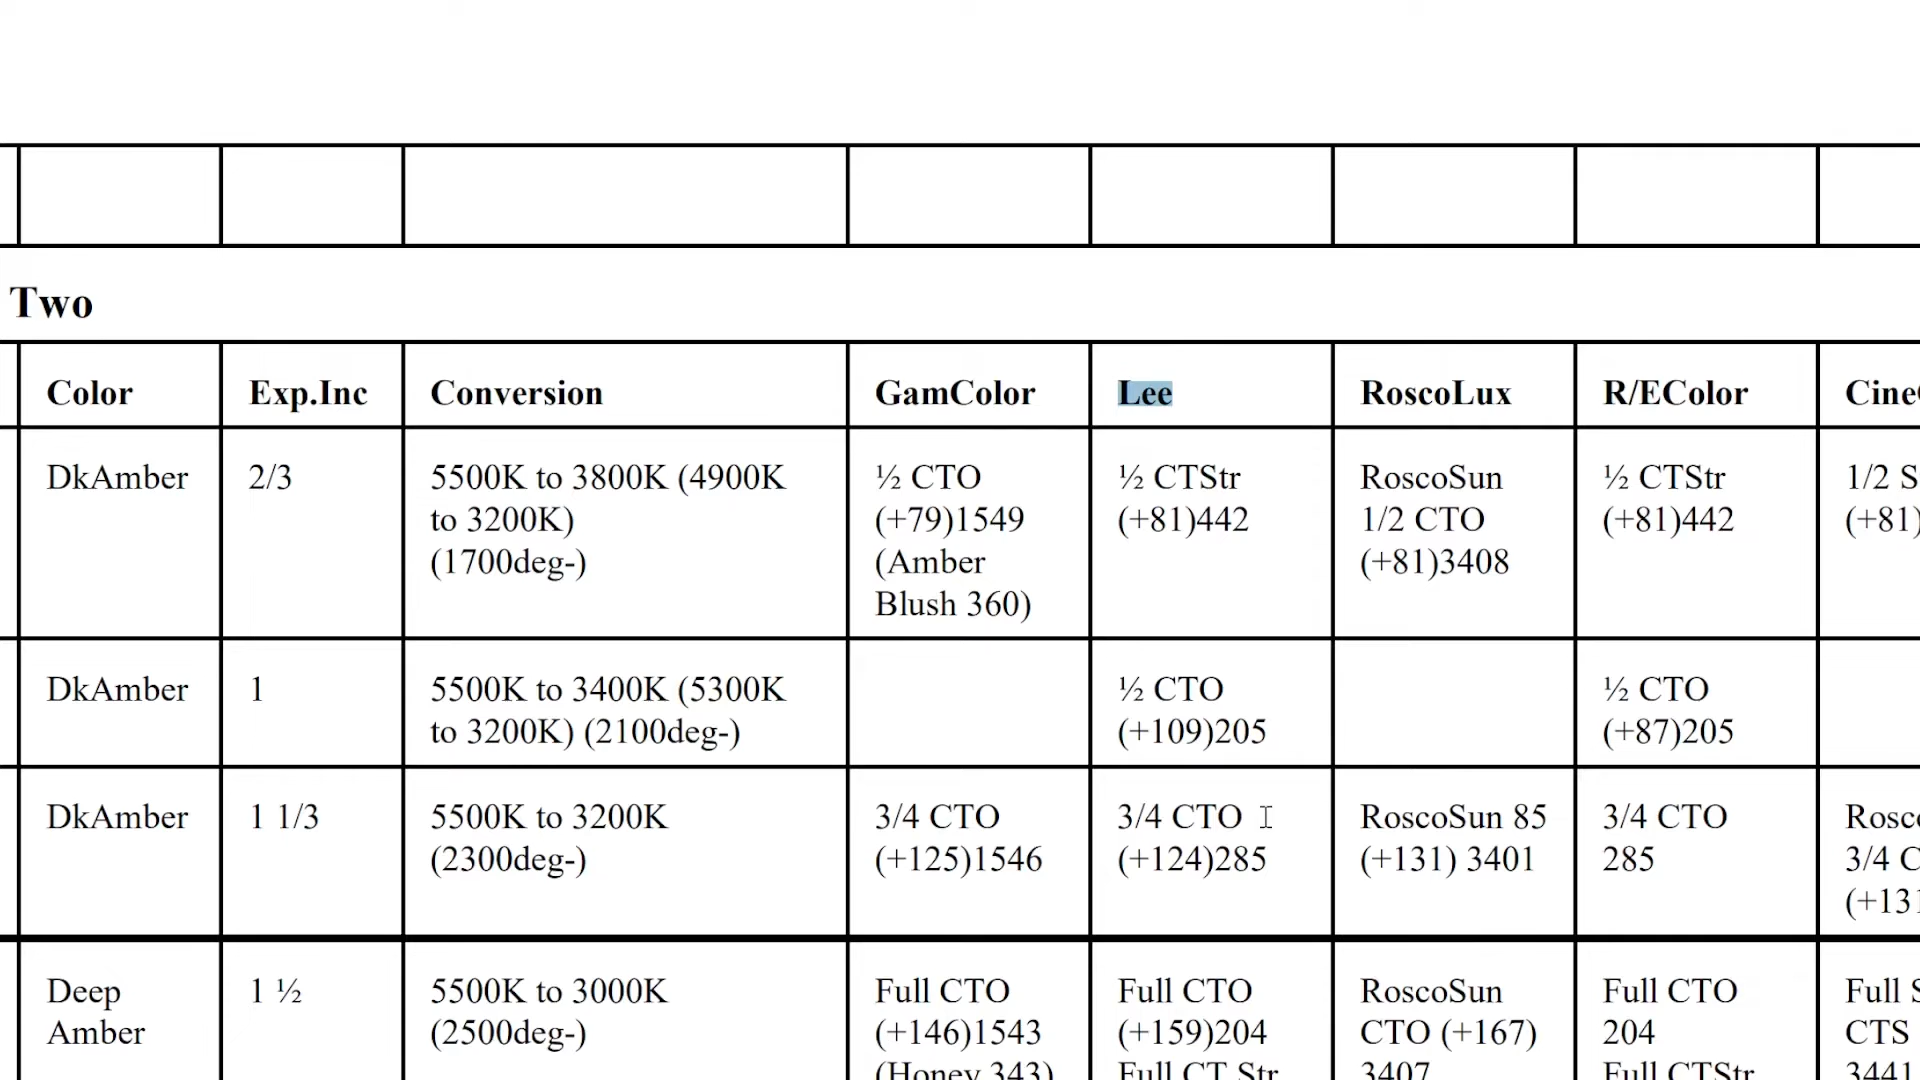 Two
Color
Exp.Inc
Conversion
GamColor
Lee
RoscoLux
R/EColor
DkAmber
2/3
5500K to 3800K (4900K
to 3200K)
(1700deg-)
½ CTO
(+79)1549
(Amber
Blush 360)
½ CTStr
(+81)442
RoscoSun
1/2 CTO
(+81)3408
½ CTStr
(+81)442
1/2 S
(+81)
DkAmber
1
5500K to 3400K (5300K
to 3200K) (2100deg-)
½ CTO
(+109)205
½ CTO
(+87)205
DkAmber
1 1/3
5500K to 3200K
(2300deg-)
3/4 CTO
(+125)1546
3/4 CTO
(+124)285
RoscoSun 85
(+131) 3401
3/4 CTO
285
3/4 C
(+131
Deep
Amber
1 ½
5500K to 3000K
(2500deg-)
Full CTO
(+146)1543
(Honey 343)
Full CTO
(+159)204
Full CT Str
RoscoSun
CTO (+167)
3407
Full CTO
204
Full CTStr
Full S
CTS
3441